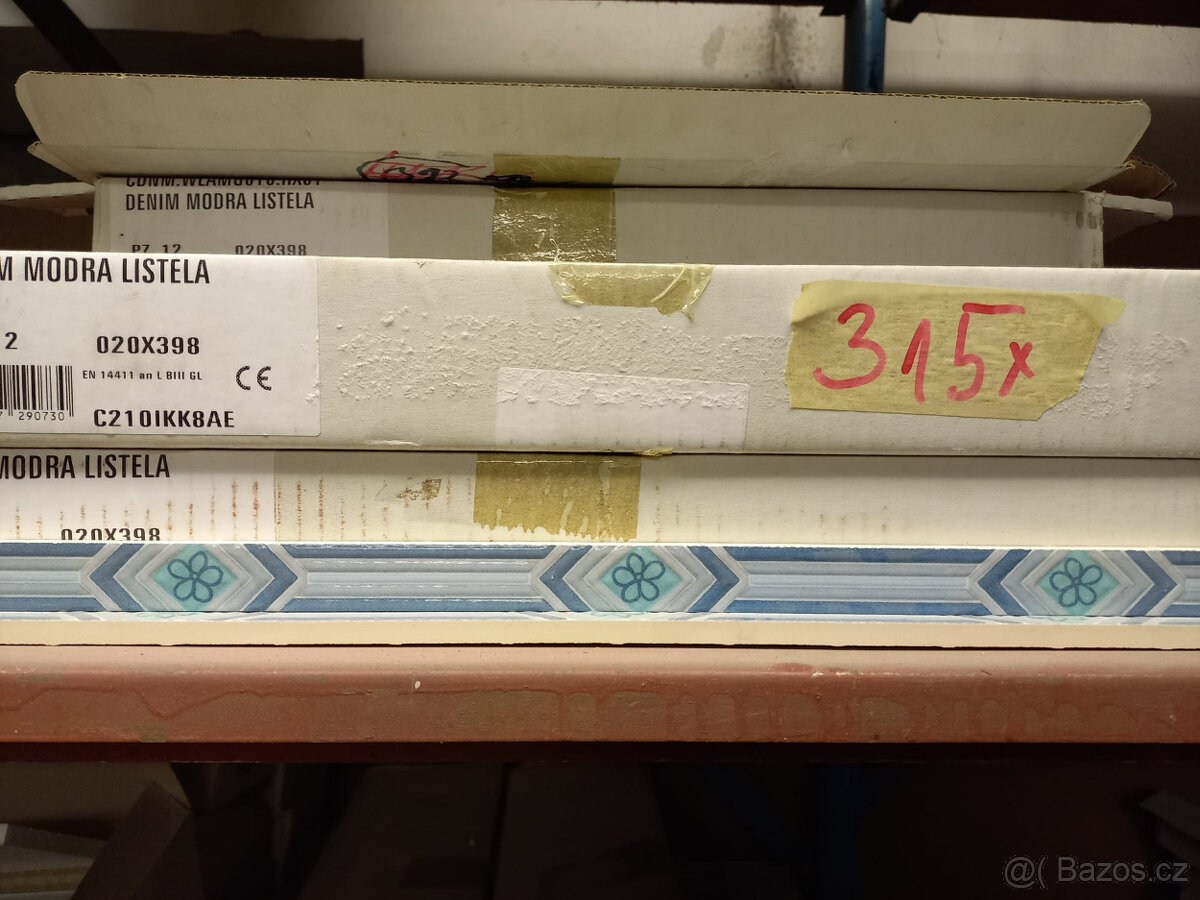 DENIM MODRA LISTELA
PZ 12 020X398
M MODRA LISTELA
2 020X398
EN 14411 an L BIII GL CE
7 290730
C210IKK8AE
315x
MODRA LISTELA
020X398
@( Bazos.cz